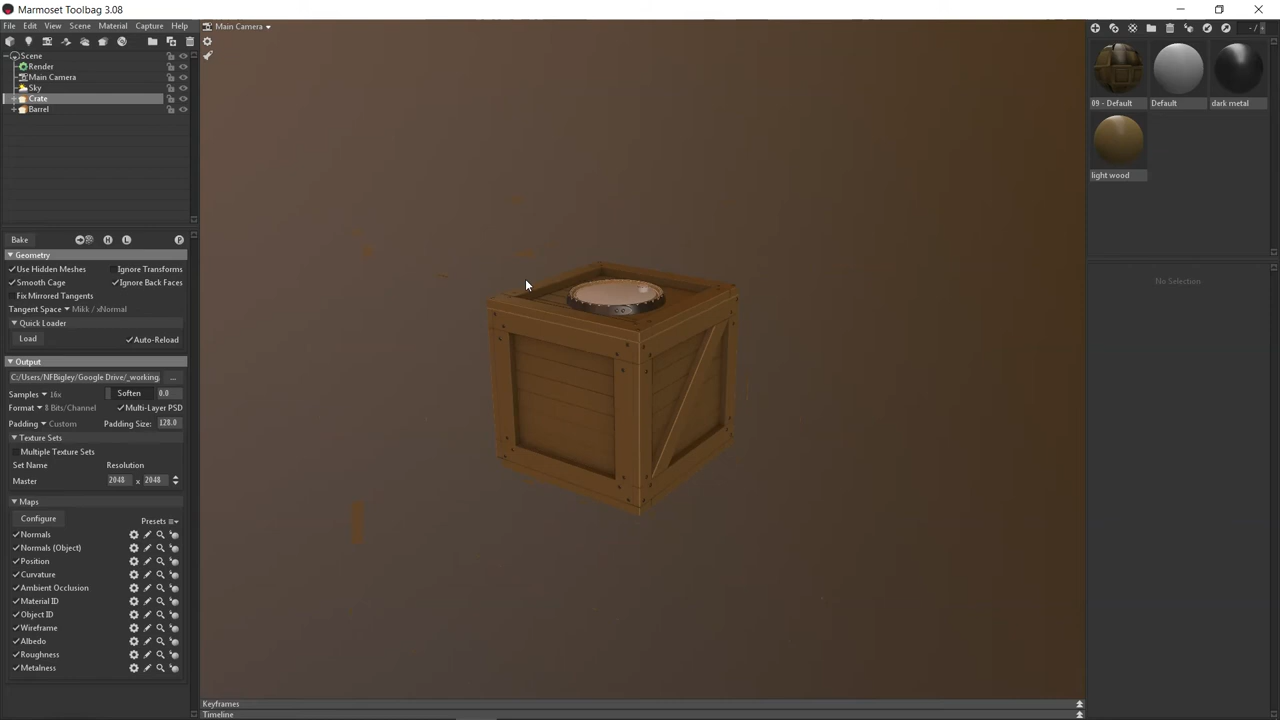 Marmoset Toolbag 3.08
File Edit View Scene Material Capture Help
Main Camera
- /
Scene
Render
Main Camera
Sky
Crate
Barrel
09 - Default
Default
dark metal
light wood
Bake
H
L
P
Geometry
Use Hidden Meshes
Ignore Transforms
Smooth Cage
Ignore Back Faces
Fix Mirrored Tangents
Tangent Space
Mikk / xNormal
Quick Loader
Load
Auto-Reload
Output
C:/Users/NFBigley/Google Drive/_working
...
Samples
16x
Soften
0.0
Format
8 Bits/Channel
Multi-Layer PSD
Padding
Custom
Padding Size:
128.0
Texture Sets
Multiple Texture Sets
Set Name
Resolution
Master
2048 x 2048
Maps
Configure
Presets
Normals
Normals (Object)
Position
Curvature
Ambient Occlusion
Material ID
Object ID
Wireframe
Albedo
Roughness
Metalness
No Selection
Keyframes
Timeline